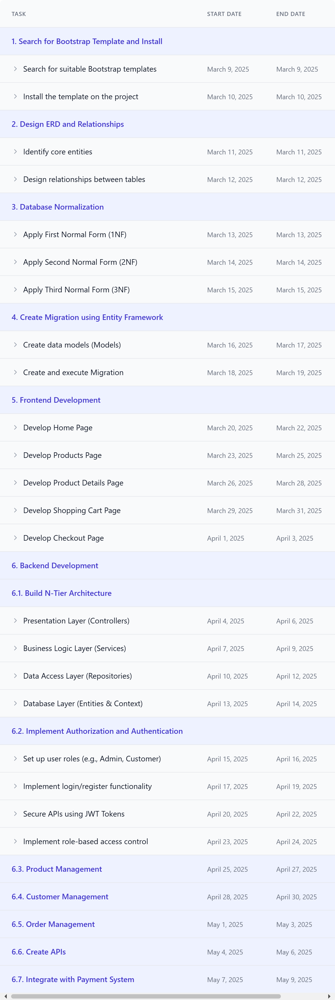 TASK START DATE END DATE
1. Search for Bootstrap Template and Install
Search for suitable Bootstrap templates March 9, 2025 March 9, 2025
Install the template on the project March 10, 2025 March 10, 2025
2. Design ERD and Relationships
Identify core entities March 11, 2025 March 11, 2025
Design relationships between tables March 12, 2025 March 12, 2025
3. Database Normalization
Apply First Normal Form (1NF) March 13, 2025 March 13, 2025
Apply Second Normal Form (2NF) March 14, 2025 March 14, 2025
Apply Third Normal Form (3NF) March 15, 2025 March 15, 2025
4. Create Migration using Entity Framework
Create data models (Models) March 16, 2025 March 17, 2025
Create and execute Migration March 18, 2025 March 19, 2025
5. Frontend Development
Develop Home Page March 20, 2025 March 22, 2025
Develop Products Page March 23, 2025 March 25, 2025
Develop Product Details Page March 26, 2025 March 28, 2025
Develop Shopping Cart Page March 29, 2025 March 31, 2025
Develop Checkout Page April 1, 2025 April 3, 2025
6. Backend Development
6.1. Build N-Tier Architecture
Presentation Layer (Controllers) April 4, 2025 April 6, 2025
Business Logic Layer (Services) April 7, 2025 April 9, 2025
Data Access Layer (Repositories) April 10, 2025 April 12, 2025
Database Layer (Entities & Context) April 13, 2025 April 14, 2025
6.2. Implement Authorization and Authentication
Set up user roles (e.g., Admin, Customer) April 15, 2025 April 16, 2025
Implement login/register functionality April 17, 2025 April 19, 2025
Secure APIs using JWT Tokens April 20, 2025 April 22, 2025
Implement role-based access control April 23, 2025 April 24, 2025
6.3. Product Management April 25, 2025 April 27, 2025
6.4. Customer Management April 28, 2025 April 30, 2025
6.5. Order Management May 1, 2025 May 3, 2025
6.6. Create APIs May 4, 2025 May 6, 2025
6.7. Integrate with Payment System May 7, 2025 May 9, 2025